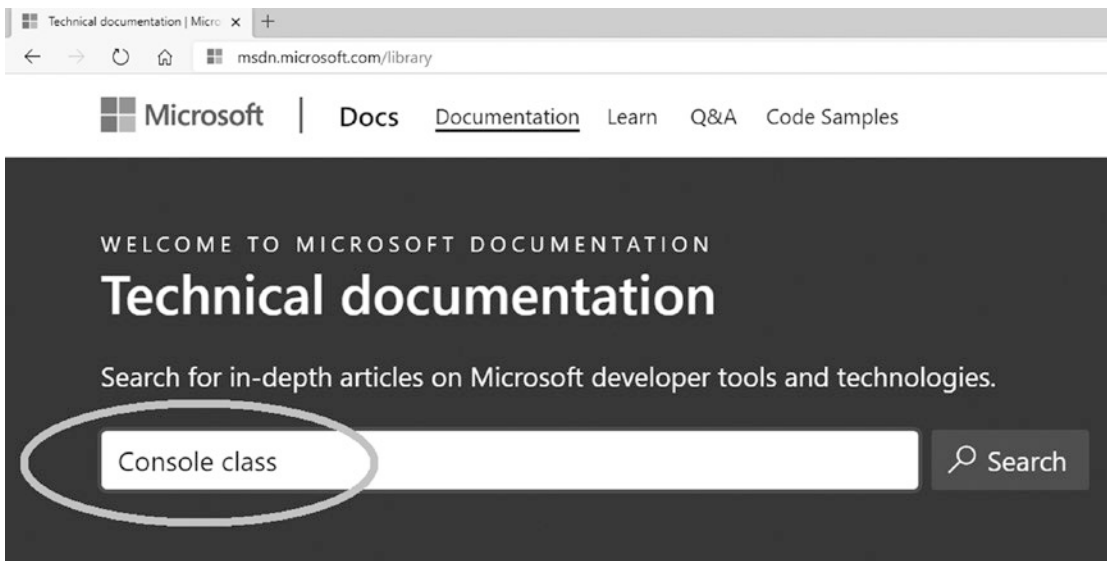 Technical documentation | Micro
msdn.microsoft.com/library
Microsoft | Docs Documentation Learn Q&A Code Samples
WELCOME TO MICROSOFT DOCUMENTATION
Technical documentation
Search for in-depth articles on Microsoft developer tools and technologies.
Console class Search